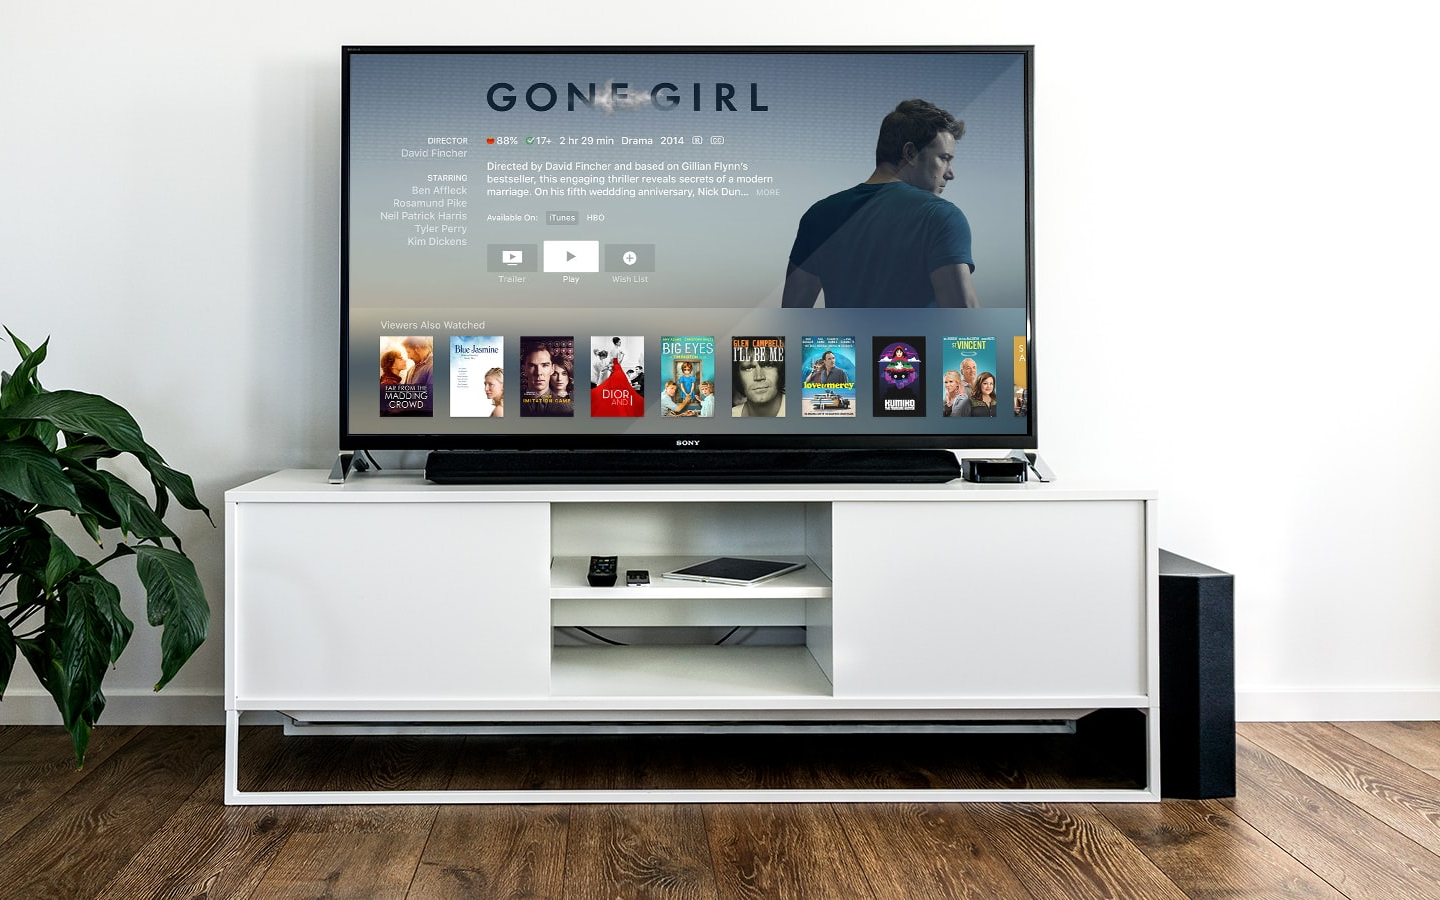 GONE GIRL
DIRECTOR
David Fincher
STARRING
Ben Affleck
Rosamund Pike
Neil Patrick Harris
Tyler Perry
Kim Dickens
88% 17+ 2 hr 29 min Drama 2014 CC
Directed by David Fincher and based on Gillian Flynn's
bestseller, this engaging thriller reveals secrets of a modern
marriage. On his fifth weddding anniversary, Nick Dun... MORE
Available On: iTunes HBO
Trailer
Play
Wish List
Viewers Also Watched
FAR FROM THE
MADDING
CROWD
Blue Jasmine
IMITATION GAME
DIOR
AND I
BIG EYES
GLEN CAMPBELL
I'LL BE ME
love&mercy
KUMIKO
ST. VINCENT
S
A
SONY